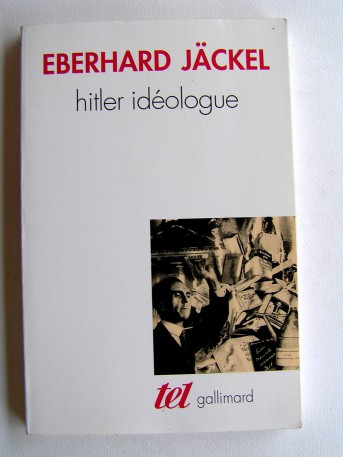 EBERHARD JÄCKEL
hitler idéologue
tel gallimard